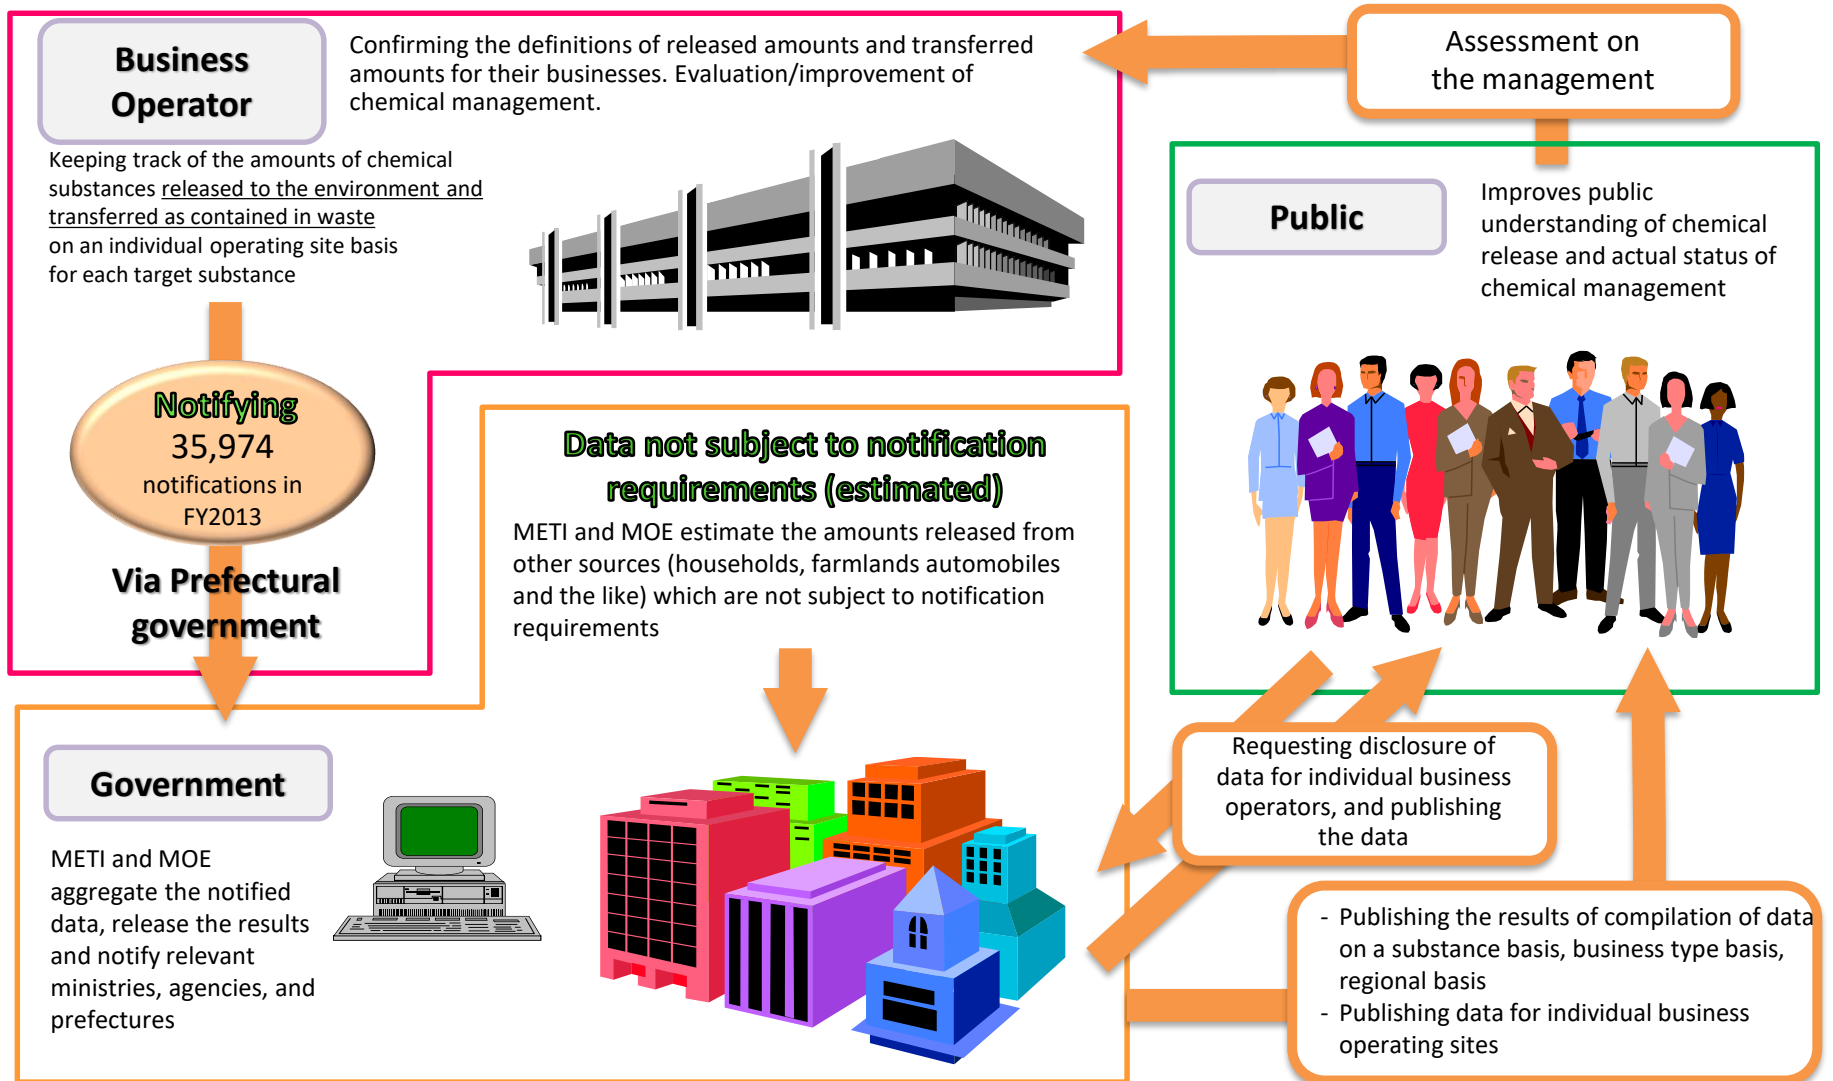 Business
Operator
Confirming the definitions of released amounts and transferred
amounts for their businesses. Evaluation/improvement of
chemical management.
Keeping track of the amounts of chemical
substances released to the environment and
transferred as contained in waste
on an individual operating site basis
for each target substance
Notifying
35,974
notifications in
FY2013
Via Prefectural
government
Assessment on
the management
Public
Improves public
understanding of chemical
release and actual status of
chemical management
Data not subject to notification
requirements (estimated)
METI and MOE estimate the amounts released from
other sources (households, farmlands automobiles
and the like) which are not subject to notification
requirements
Government
METI and MOE
aggregate the notified
data, release the results
and notify relevant
ministries, agencies, and
prefectures
Requesting disclosure of
data for individual business
operators, and publishing
the data
- Publishing the results of compilation of data
on a substance basis, business type basis,
regional basis
- Publishing data for individual business
operating sites